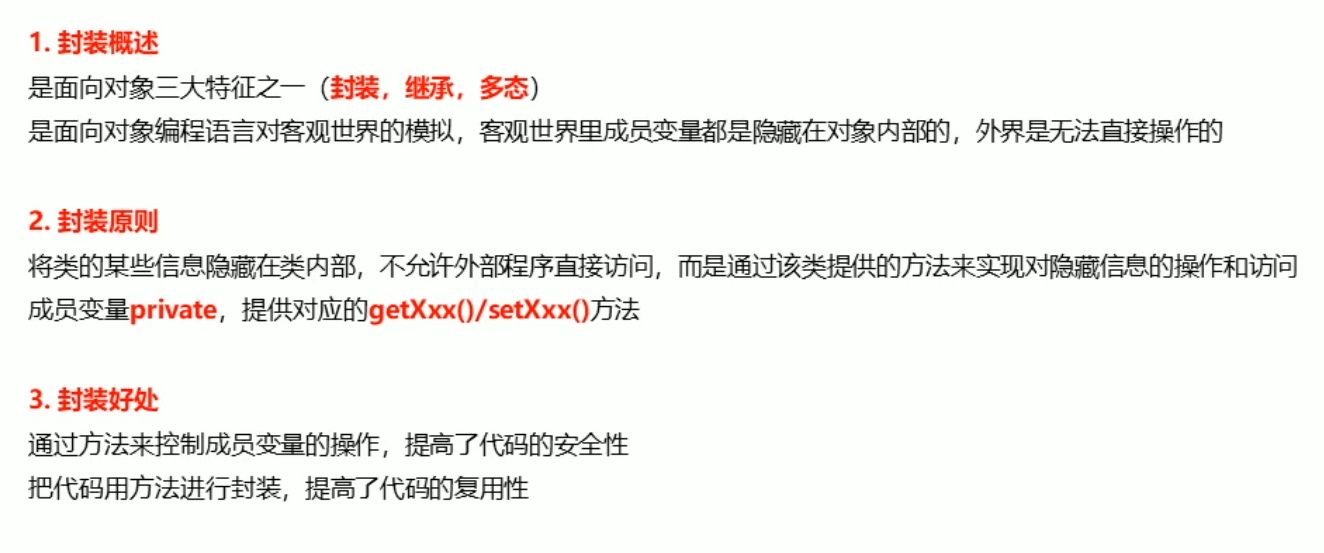 1. 封装概述
是面向对象三大特征之一（封装，继承，多态）
是面向对象编程语言对客观世界的模拟，客观世界里成员变量都是隐藏在对象内部的，外界是无法直接操作的
2. 封装原则
将类的某些信息隐藏在类内部，不允许外部程序直接访问，而是通过该类提供的方法来实现对隐藏信息的操作和访问
成员变量private，提供对应的getXxx()/setXxx()方法
3. 封装好处
通过方法来控制成员变量的操作，提高了代码的安全性
把代码用方法进行封装，提高了代码的复用性